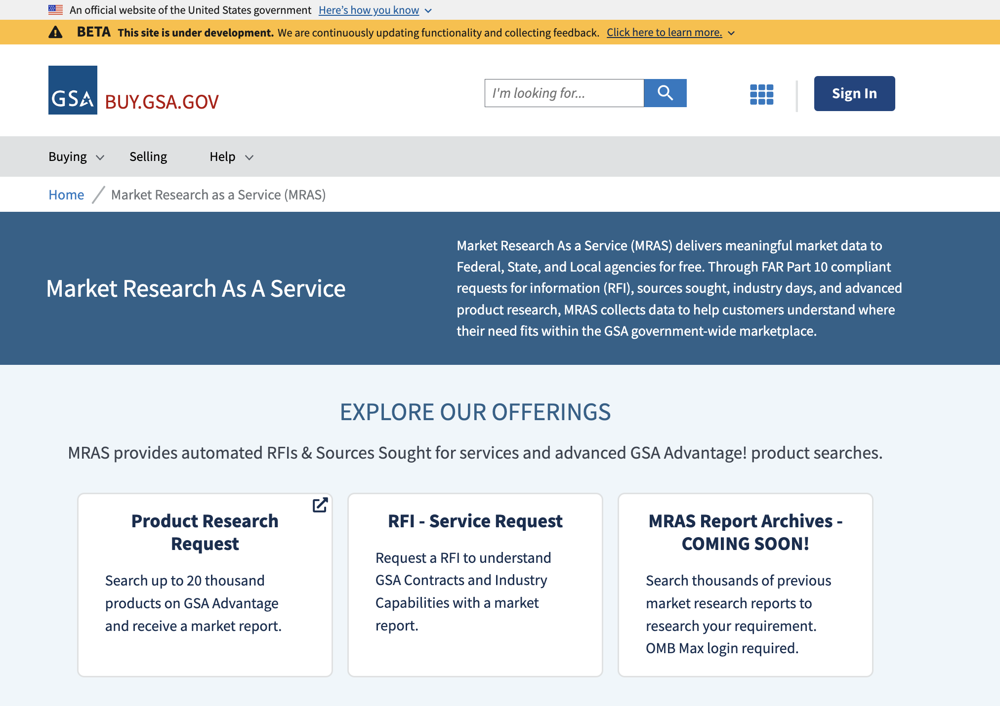 An official website of the United States government Here’s how you know
BETA This site is under development. We are continuously updating functionality and collecting feedback. Click here to learn more.
GSA BUY.GSA.GOV
I'm looking for...
Sign In
Buying Selling Help
Home / Market Research as a Service (MRAS)
Market Research As A Service
Market Research As a Service (MRAS) delivers meaningful market data to
Federal, State, and Local agencies for free. Through FAR Part 10 compliant
requests for information (RFI), sources sought, industry days, and advanced
product research, MRAS collects data to help customers understand where
their need fits within the GSA government-wide marketplace.
EXPLORE OUR OFFERINGS
MRAS provides automated RFIs & Sources Sought for services and advanced GSA Advantage! product searches.
Product Research
Request
Search up to 20 thousand
products on GSA Advantage
and receive a market report.
RFI - Service Request
Request a RFI to understand
GSA Contracts and Industry
Capabilities with a market
report.
MRAS Report Archives -
COMING SOON!
Search thousands of previous
market research reports to
research your requirement.
OMB Max login required.